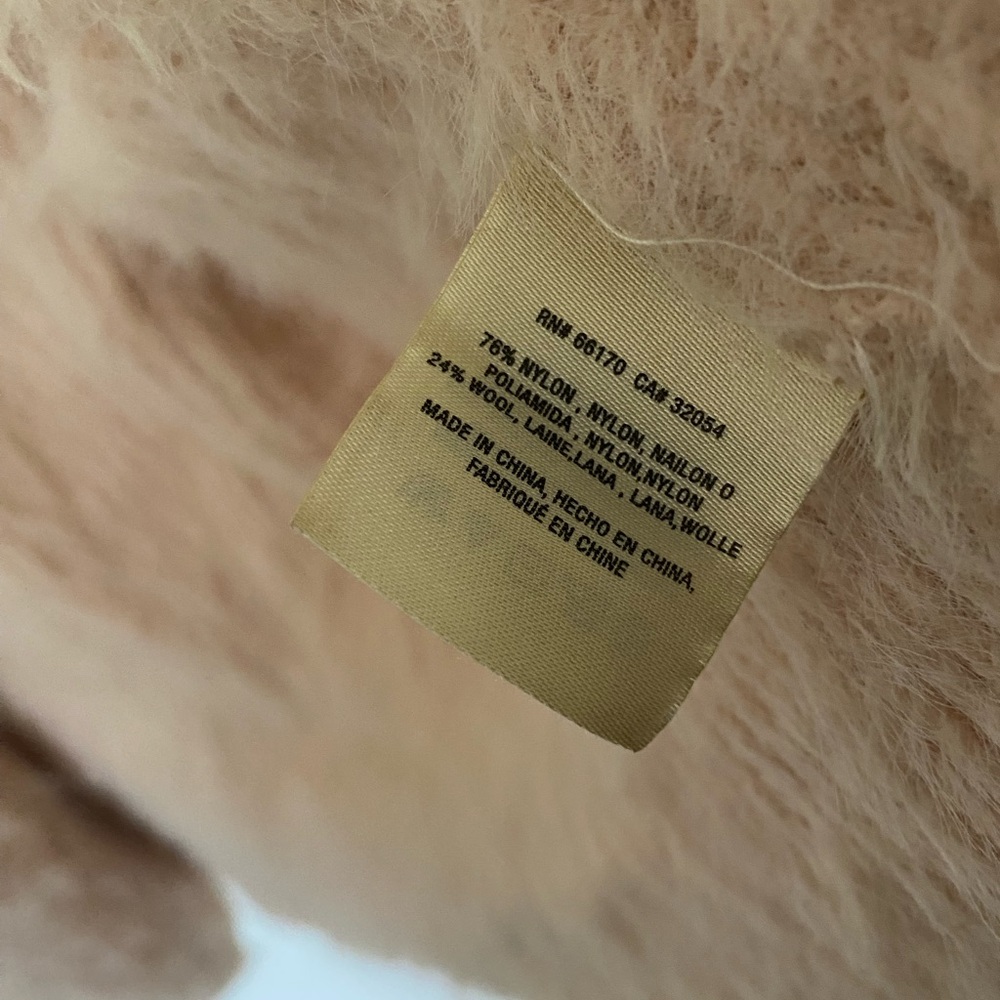 RN# 66170 CA# 32054
76% NYLON , NYLON, NAILON O
POLIAMIDA , NYLON,NYLON
24% WOOL, LAINE,LANA , LANA,WOLLE
MADE IN CHINA, HECHO EN CHINA,
FABRIQUÉ EN CHINE